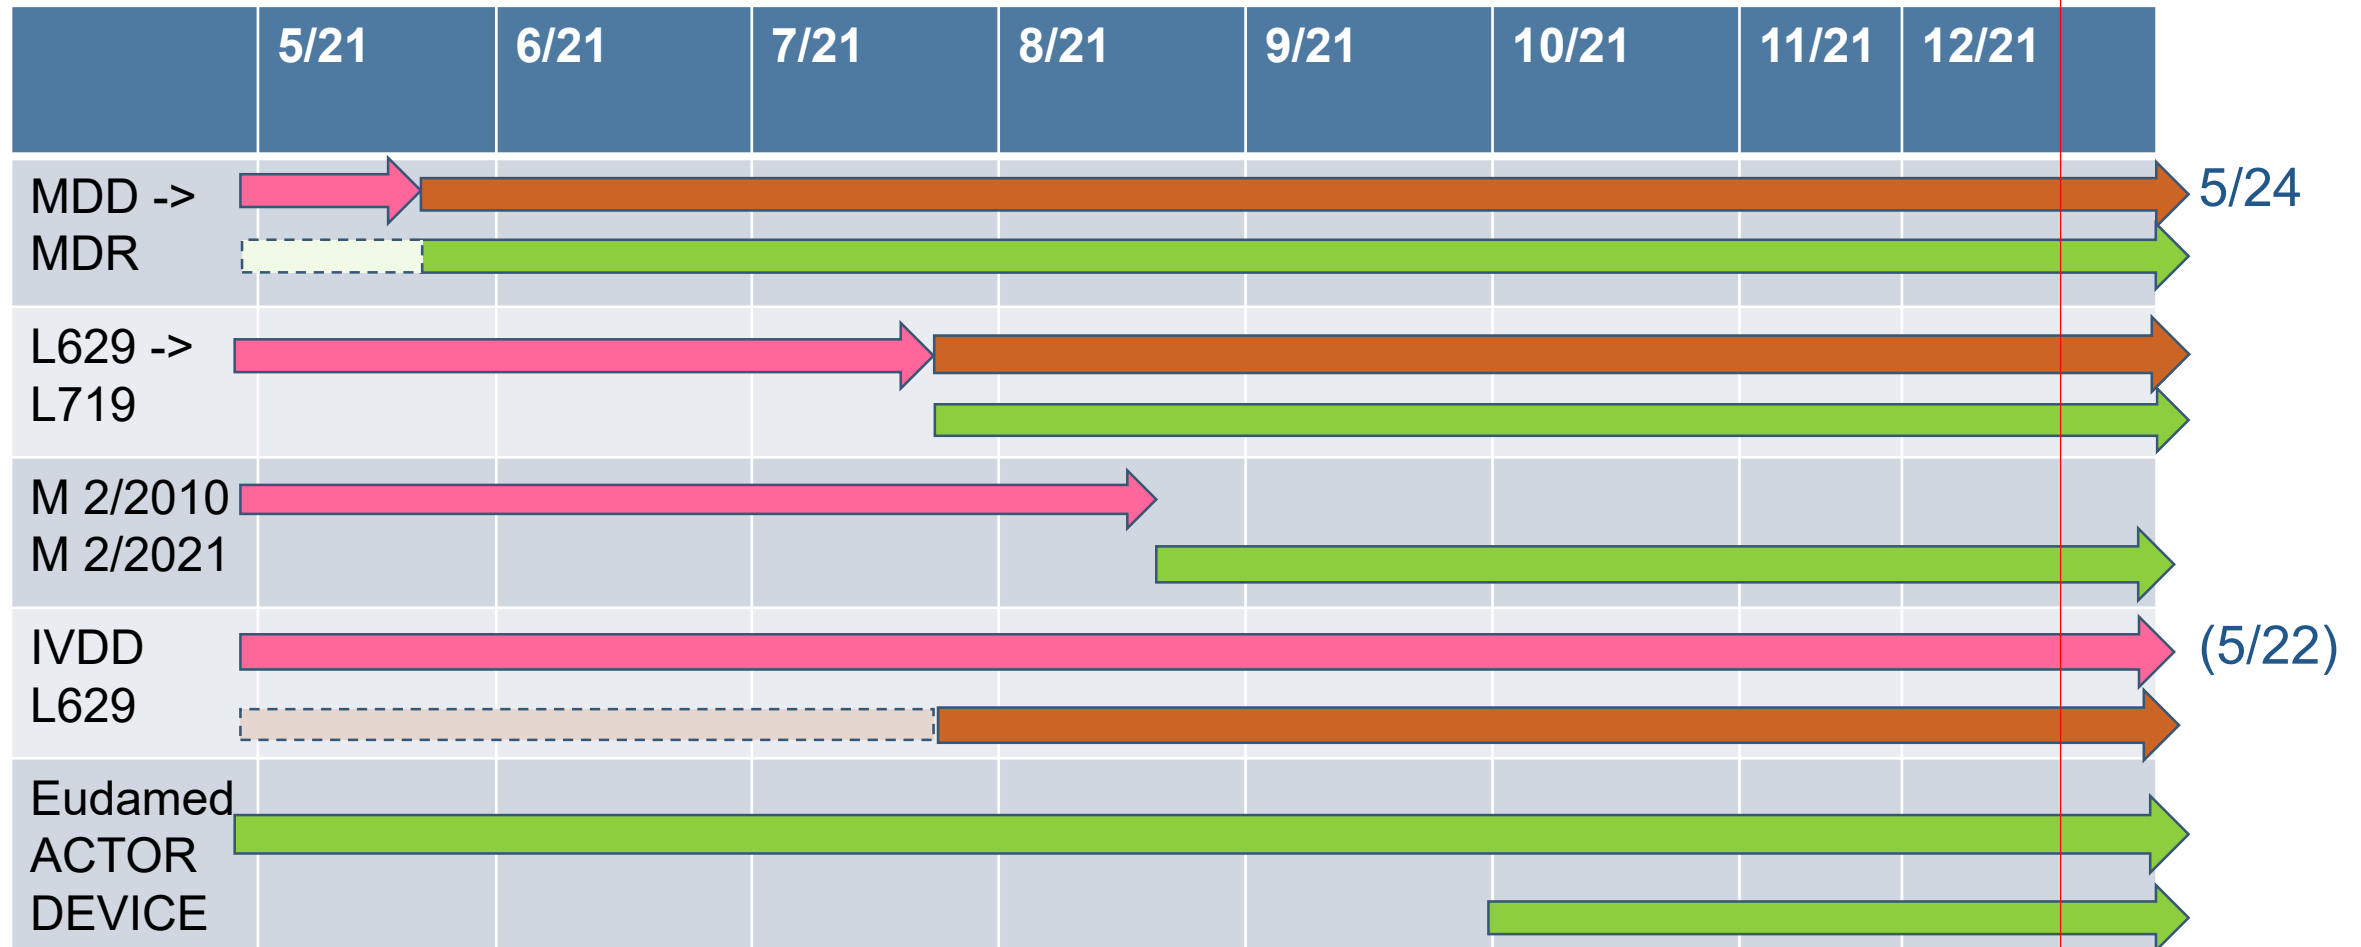 5/21 6/21 7/21 8/21 9/21 10/21 11/21 12/21
MDD ->
MDR
5/24
L629 ->
L719
M 2/2010
M 2/2021
IVDD
L629
(5/22)
Eudamed
ACTOR
DEVICE